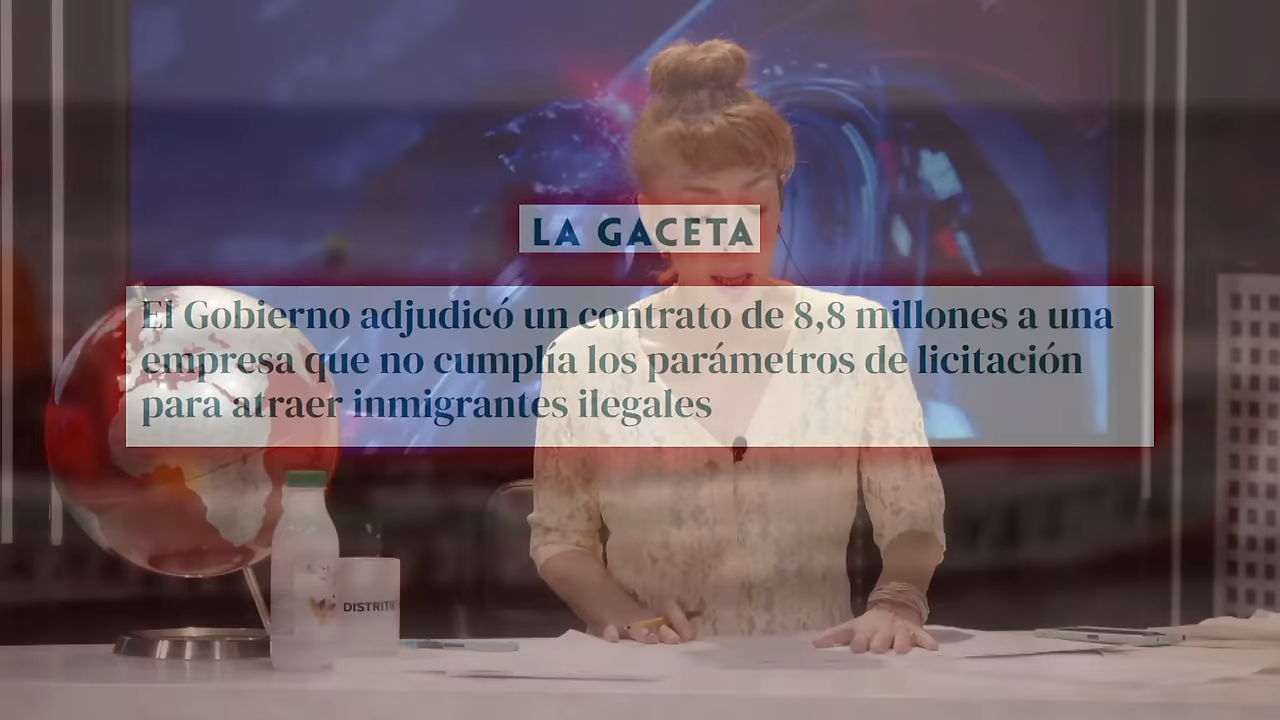 LA GACETA
El Gobierno adjudicó un contrato de 8,8 millones a una
empresa que no cumplía los parámetros de licitación
para atraer inmigrantes ilegales